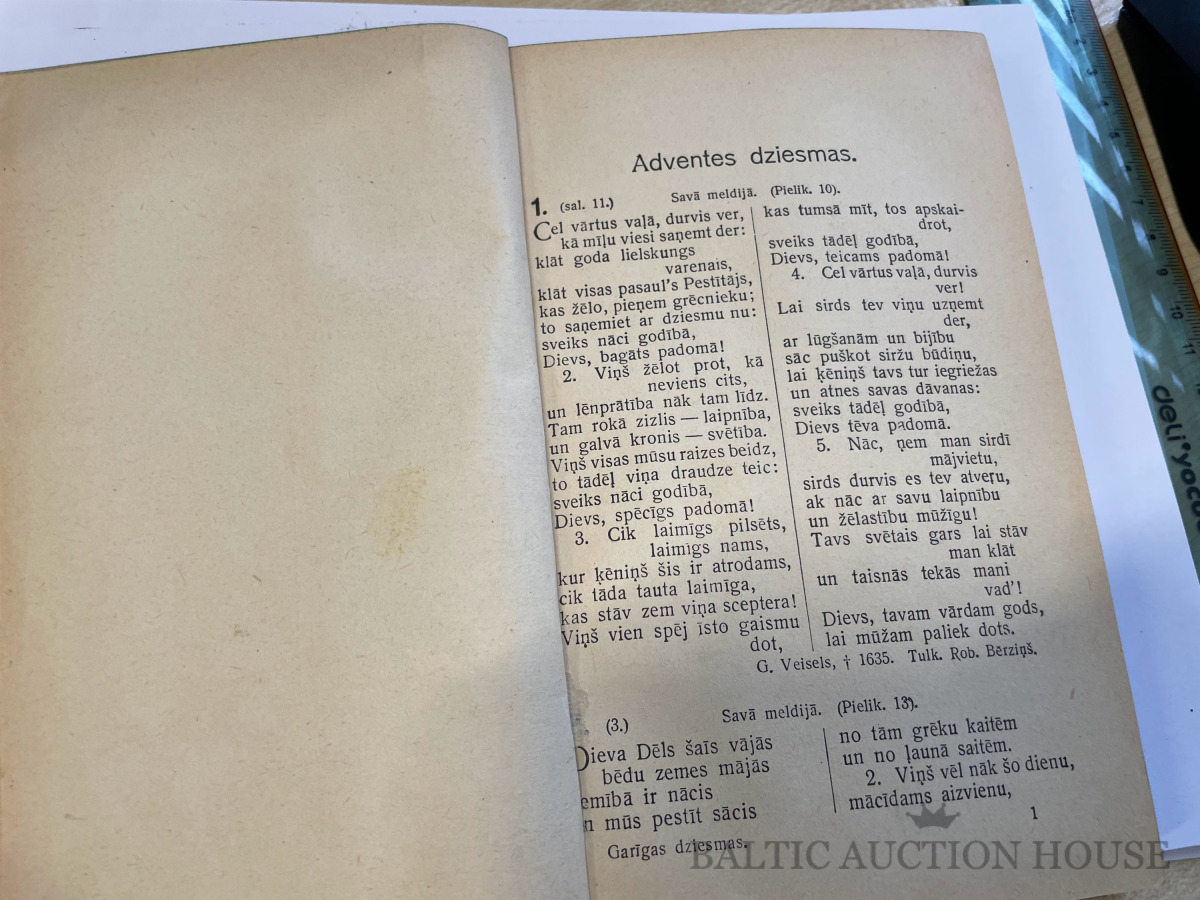 Adventes dziesmas.
1. (sal. 11.) Savā meldijā. (Pielik. 10).
Cel vārtus vaļā, durvis ver,
kā mīļu viesi saņemt der:
klāt goda lielskungs
varenais,
klāt visas pasaul's Pestītājs,
kas žēlo, pieņem grēcnieku;
to saņemiet ar dziesmu nu:
sveiks nāci godībā,
Dievs, bagāts padomā!
2. Viņš žēlot prot, kā
neviens cits,
un lēnprātība nāk tam līdz.
Tam rokā zizlis — laipnība,
un galvā kronis — svētība.
Viņš visas mūsu raizes beidz,
to tādēļ viņa draudze teic:
sveiks nāci godībā,
Dievs, spēcīgs padomā!
3. Cik laimīgs pilsēts,
laimīgs nams,
kur ķēniņš šis ir atrodams,
cik tāda tauta laimīga,
kas stāv zem viņa sceptera!
Viņš vien spēj īsto gaismu
dot,
kas tumsā mīt, tos apskai-
drot,
sveiks tādēļ godībā,
Dievs, teicams padomā!
4. Cel vārtus vaļā, durvis
ver!
Lai sirds tev viņu uzņemt
der,
ar lūgšanām un bijību
sāc puškot siržu būdiņu,
lai ķēniņš tavs tur iegriežas
un atnes savas dāvanas:
sveiks tādēļ godībā,
Dievs tēva padomā.
5. Nāc, ņem man sirdī
mājvietu,
sirds durvis es tev atveŗu,
ak nāc ar savu laipnību
un žēlastību mūžīgu!
Tavs svētais gars lai stāv
man klāt
un taisnās tekās mani
vad'!
Dievs, tavam vārdam gods,
lai mūžam paliek dots.
G. Veisels, † 1635. Tulk. Rob. Bērziņš.
(3.) Savā meldijā. (Pielik. 13).
Dieva Dēls šaīs vājās
bēdu zemes mājās
emībā ir nācis
n mūs pestīt sācis
no tām grēku kaitēm
un no ļaunā saitēm.
2. Viņš vēl nāk šo dienu,
mācīdams aizvienu,
1
Garīgas dziesmas.
BALTIC AUCTION HOUSE
3
7
8
9
10
11
deli